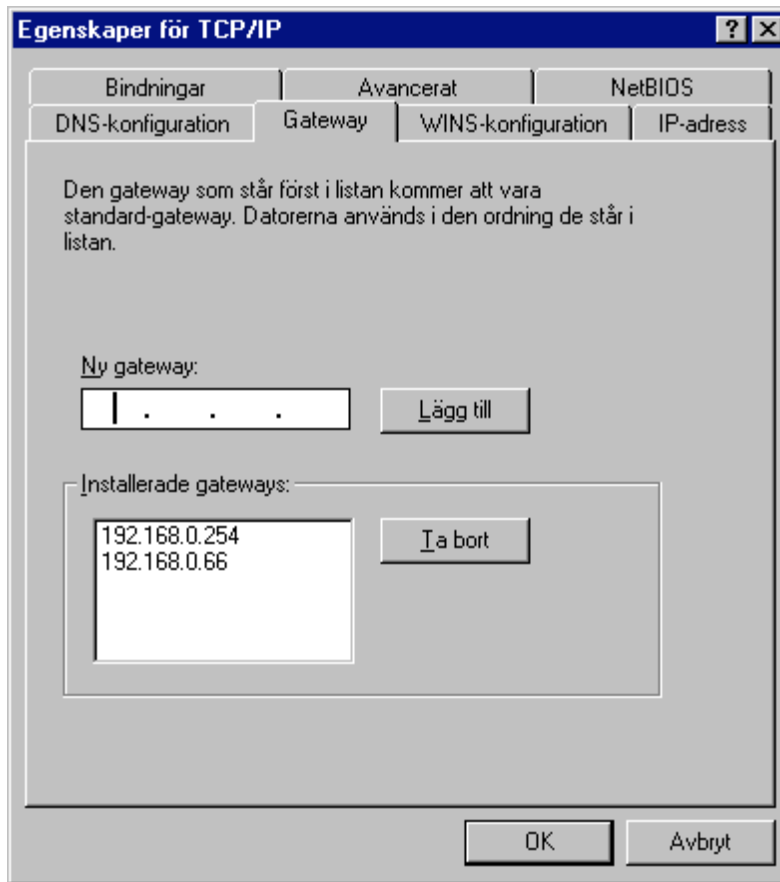 Egenskaper för TCP/IP
Bindningar
Avancerat
NetBIOS
DNS-konfiguration
Gateway
WINS-konfiguration
IP-adress
Den gateway som står först i listan kommer att vara
standard-gateway. Datorerna används i den ordning de står i
listan.
Ny gateway:
. . .
Lägg till
Installerade gateways:
192.168.0.254
192.168.0.66
Ta bort
OK
Avbryt